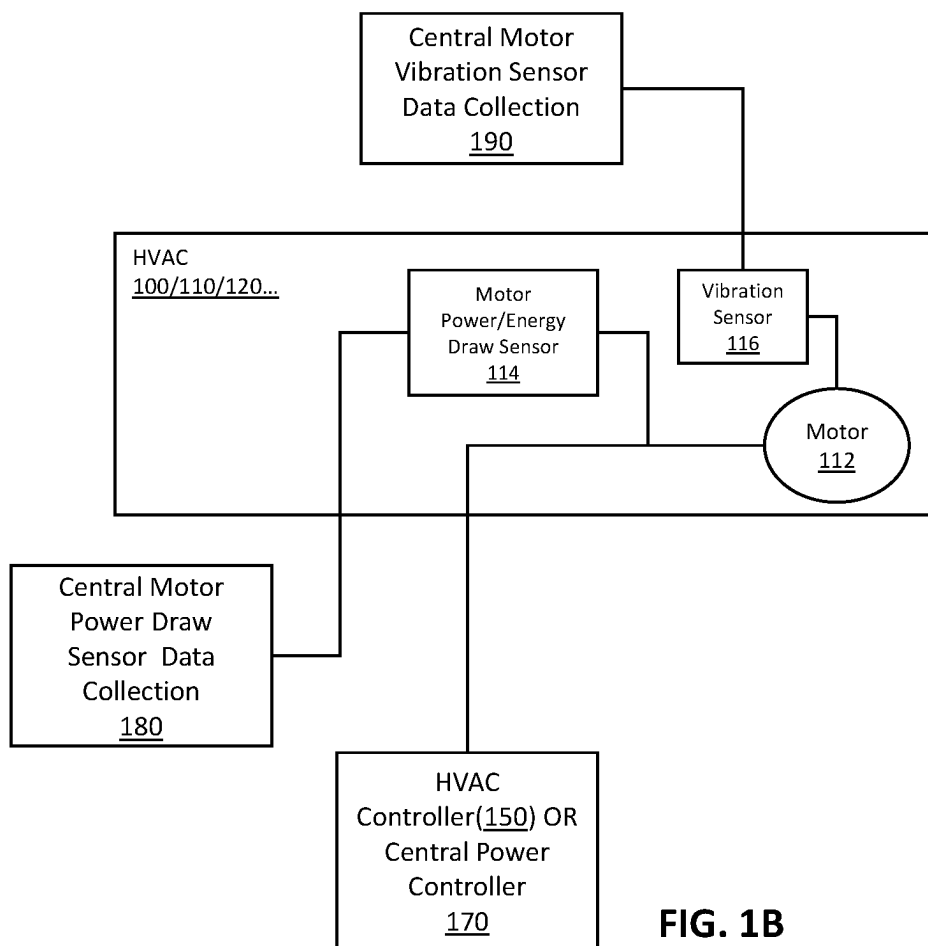 Central Motor
Vibration Sensor
Data Collection
190
HVAC
100/110/120...
Motor
Power/Energy
Draw Sensor
114
Vibration
Sensor
116
Motor
112
Central Motor
Power Draw
Sensor Data
Collection
180
HVAC
Controller(150) OR
Central Power
Controller
170
FIG. 1B